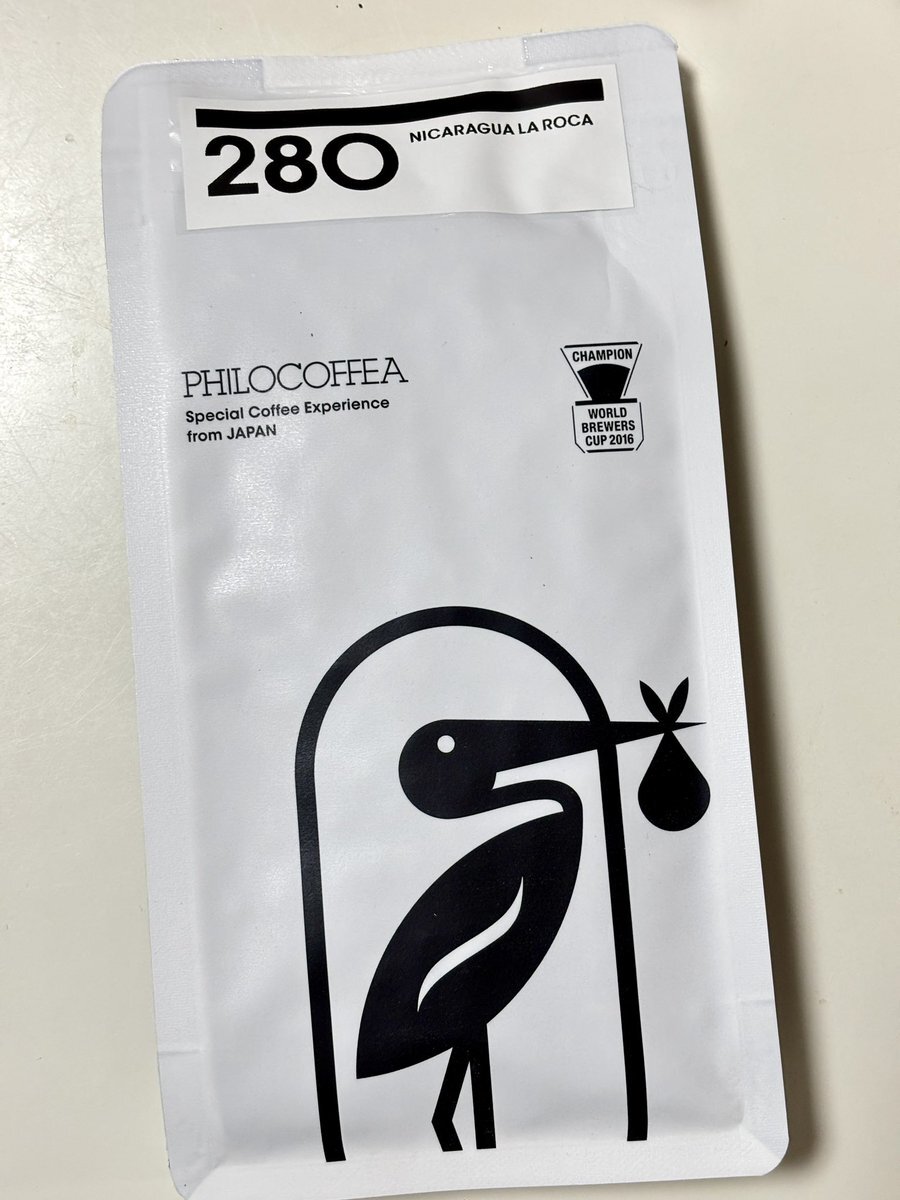 280
NICARAGUA LA ROCA
PHILOCOFFEA
Special Coffee Experience
from JAPAN
CHAMPION
WORLD
BREWERS
CUP 2016